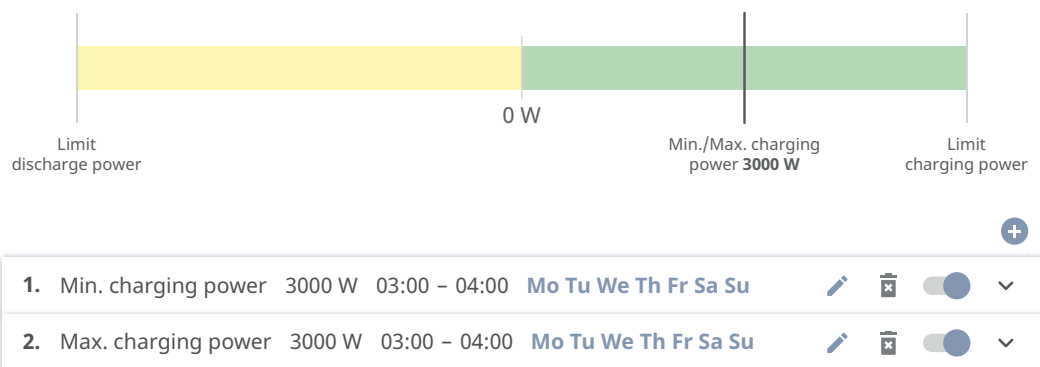 0 W
Limit
discharge power
Min./Max. charging
power 3000 W
Limit
charging power
1. Min. charging power 3000 W 03:00 – 04:00 Mo Tu We Th Fr Sa Su
2. Max. charging power 3000 W 03:00 – 04:00 Mo Tu We Th Fr Sa Su